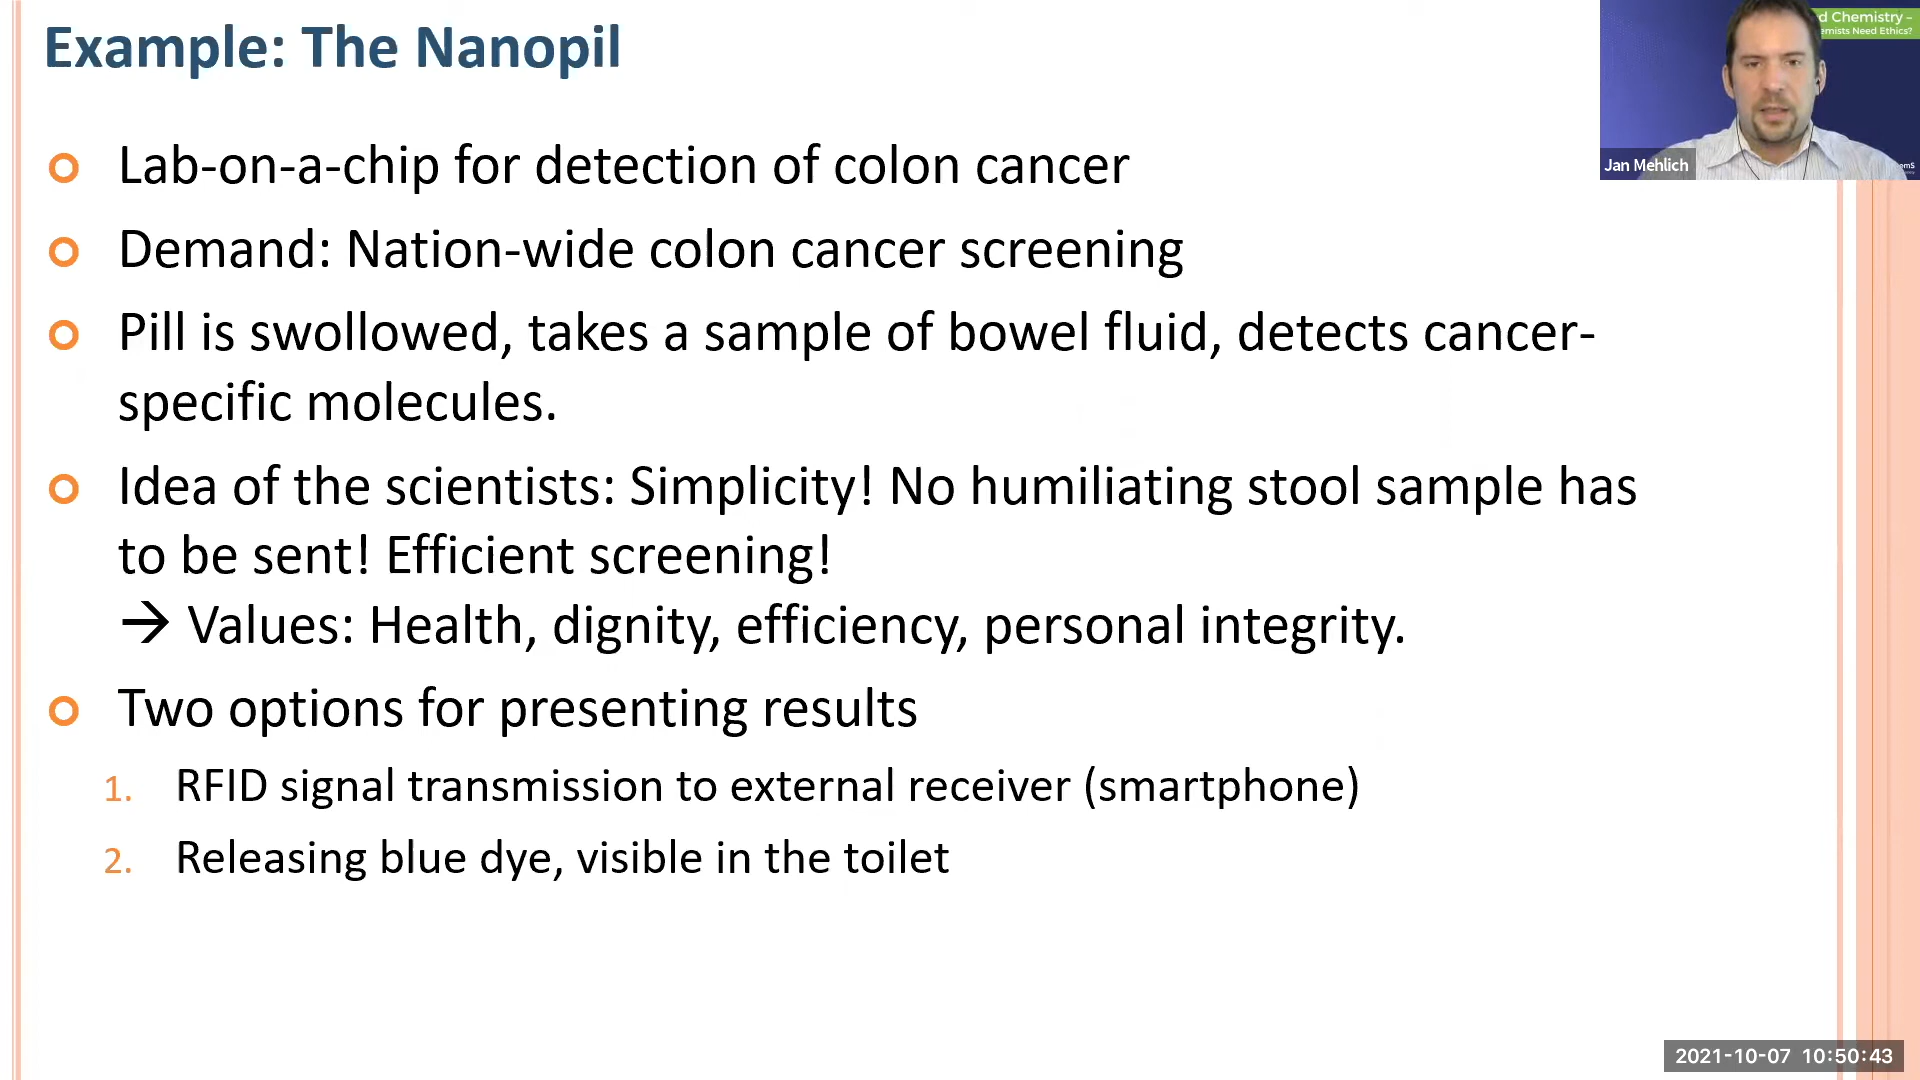 Example: The Nanopil
d Chemistry –
emists Need Ethics?
Jan Mehlich
Lab-on-a-chip for detection of colon cancer
Demand: Nation-wide colon cancer screening
Pill is swollowed, takes a sample of bowel fluid, detects cancer-
specific molecules.
Idea of the scientists: Simplicity! No humiliating stool sample has
to be sent! Efficient screening!
→ Values: Health, dignity, efficiency, personal integrity.
Two options for presenting results
1. RFID signal transmission to external receiver (smartphone)
2. Releasing blue dye, visible in the toilet
2021-10-07 10:50:43